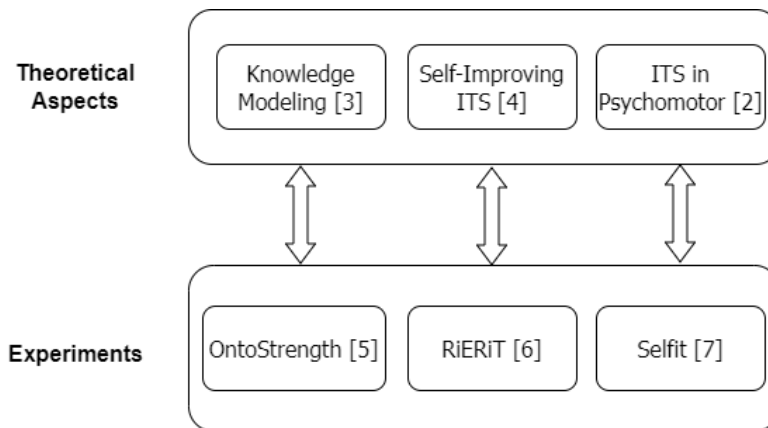 Theoretical
Aspects
Knowledge
Modeling [3]
Self-Improving
ITS [4]
ITS in
Psychomotor [2]
Experiments
OntoStrength [5]
RiERiT [6]
Selfit [7]